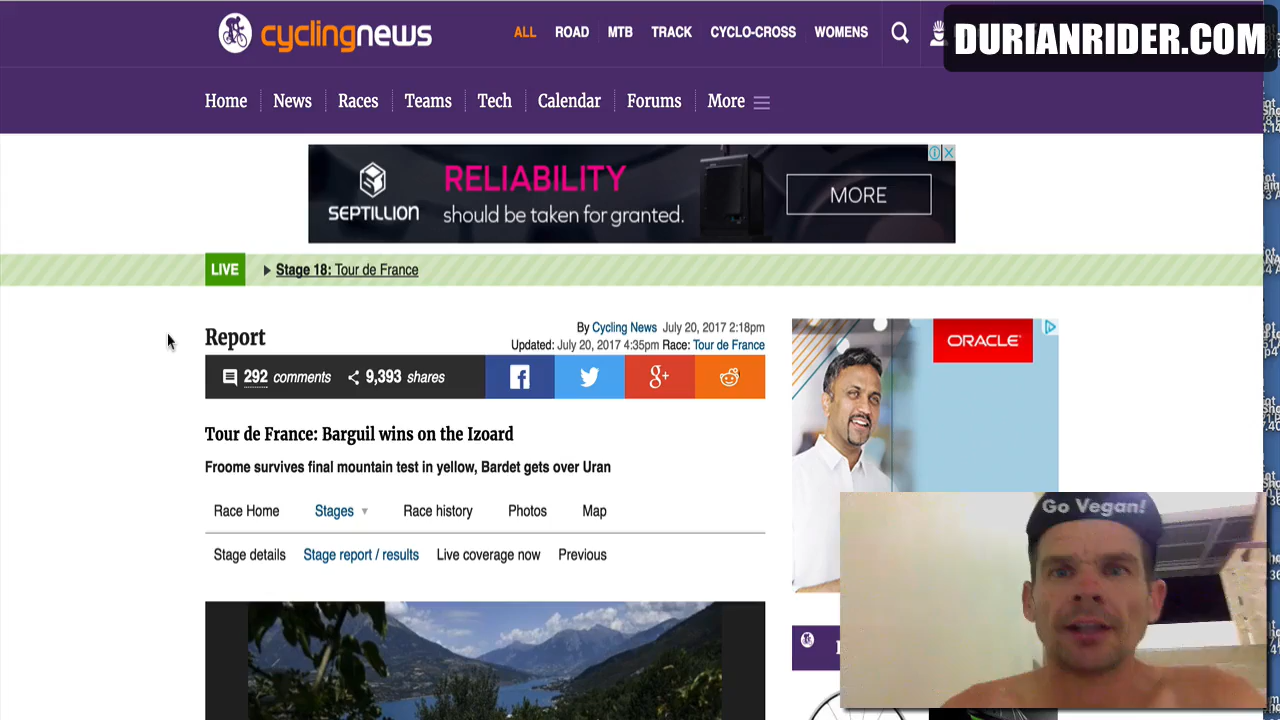 cyclingnews
ALL ROAD MTB TRACK CYCLO-CROSS WOMENS
DURIANRIDER.COM
Home News Races Teams Tech Calendar Forums More
SEPTILLION
RELIABILITY
should be taken for granted.
MORE
LIVE Stage 18: Tour de France
Report
By Cycling News July 20, 2017 2:18pm
Updated: July 20, 2017 4:35pm Race: Tour de France
292 comments 9,393 shares
ORACLE
Tour de France: Barguil wins on the Izoard
Froome survives final mountain test in yellow, Bardet gets over Uran
Race Home Stages Race history Photos Map
Stage details Stage report / results Live coverage now Previous
Go Vegan!